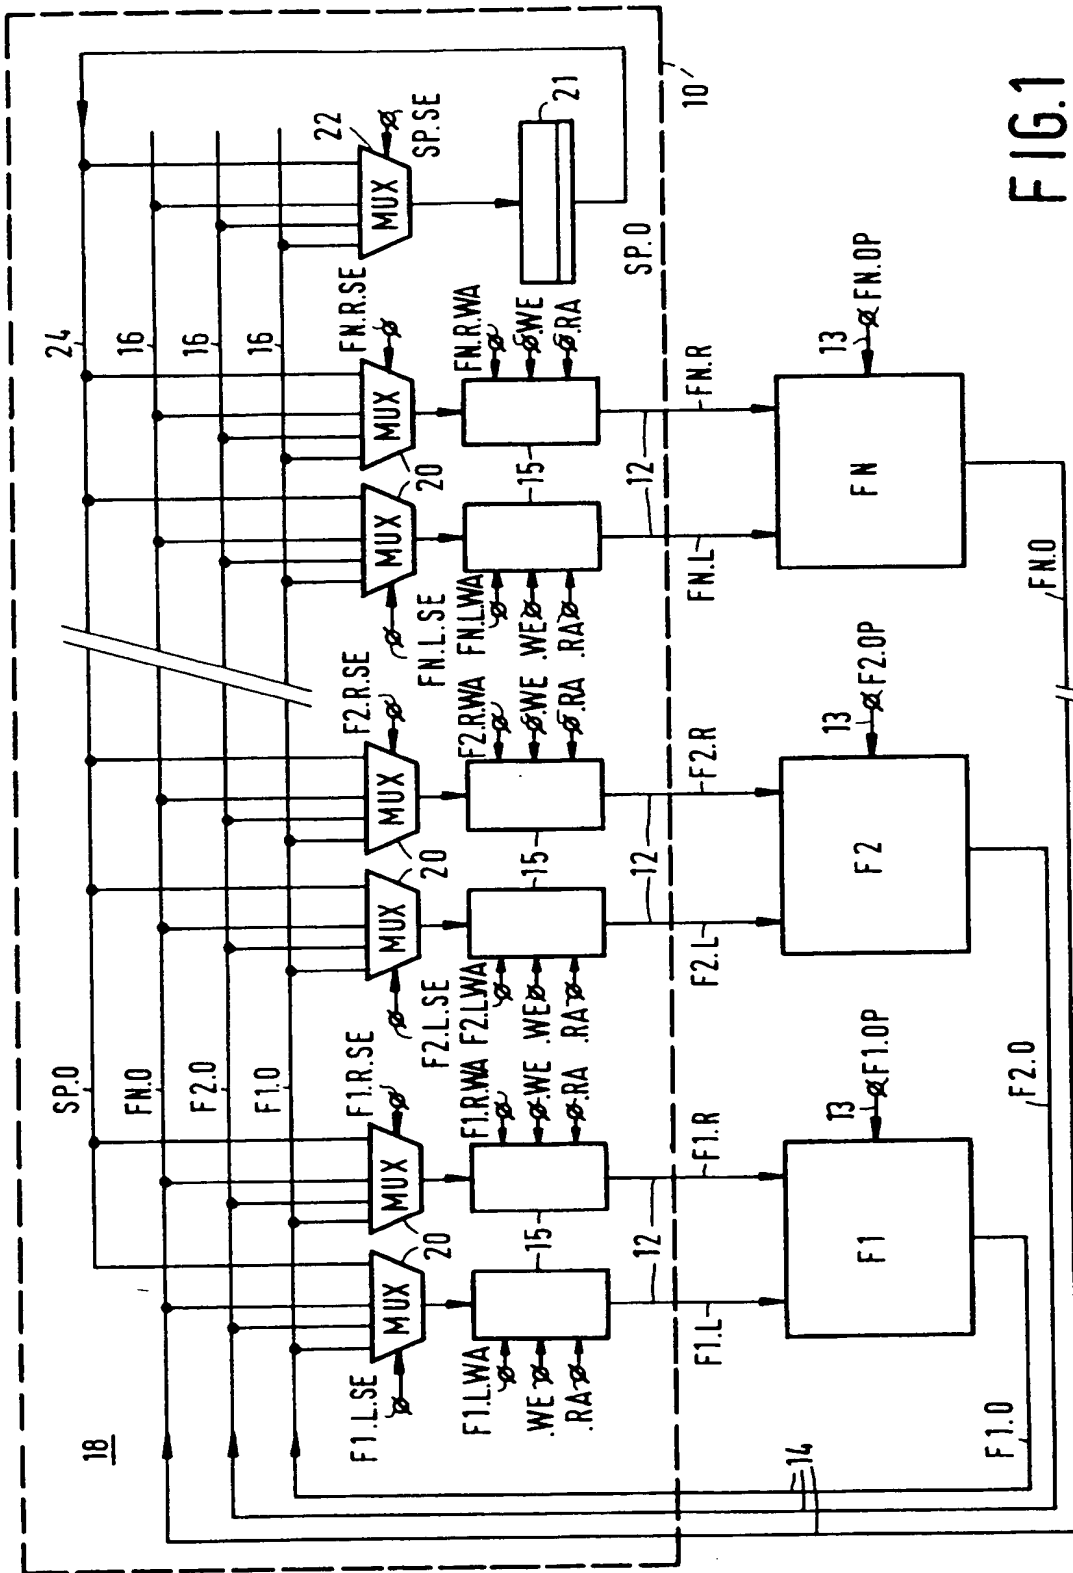 18
SP.O
24
FN.O
16
F2.O
16
F1.O
16
10
MUX
20
MUX
MUX
20
MUX
MUX
20
MUX
MUX
22
SP.SE
F1.L.SE
F1.R.SE
F2.L.SE
F2.R.SE
FN.L.SE
FN.R.SE
F1.L.WA
.WE
.RA
15
F1.R.WA
.WE
.RA
F2.LWA
.WE
.RA
15
F2.RWA
.WE
.RA
FN.LWA
.WE
.RA
15
FN.R.WA
.WE
.RA
21
SP.O
12
12
12
F1.L
F1.R
F2.L
F2.R
FN.L
FN.R
F1
13
F1.OP
F2
13
F2.OP
FN
13
FN.OP
14
F1.O
F2.O
FN.O
FIG.1